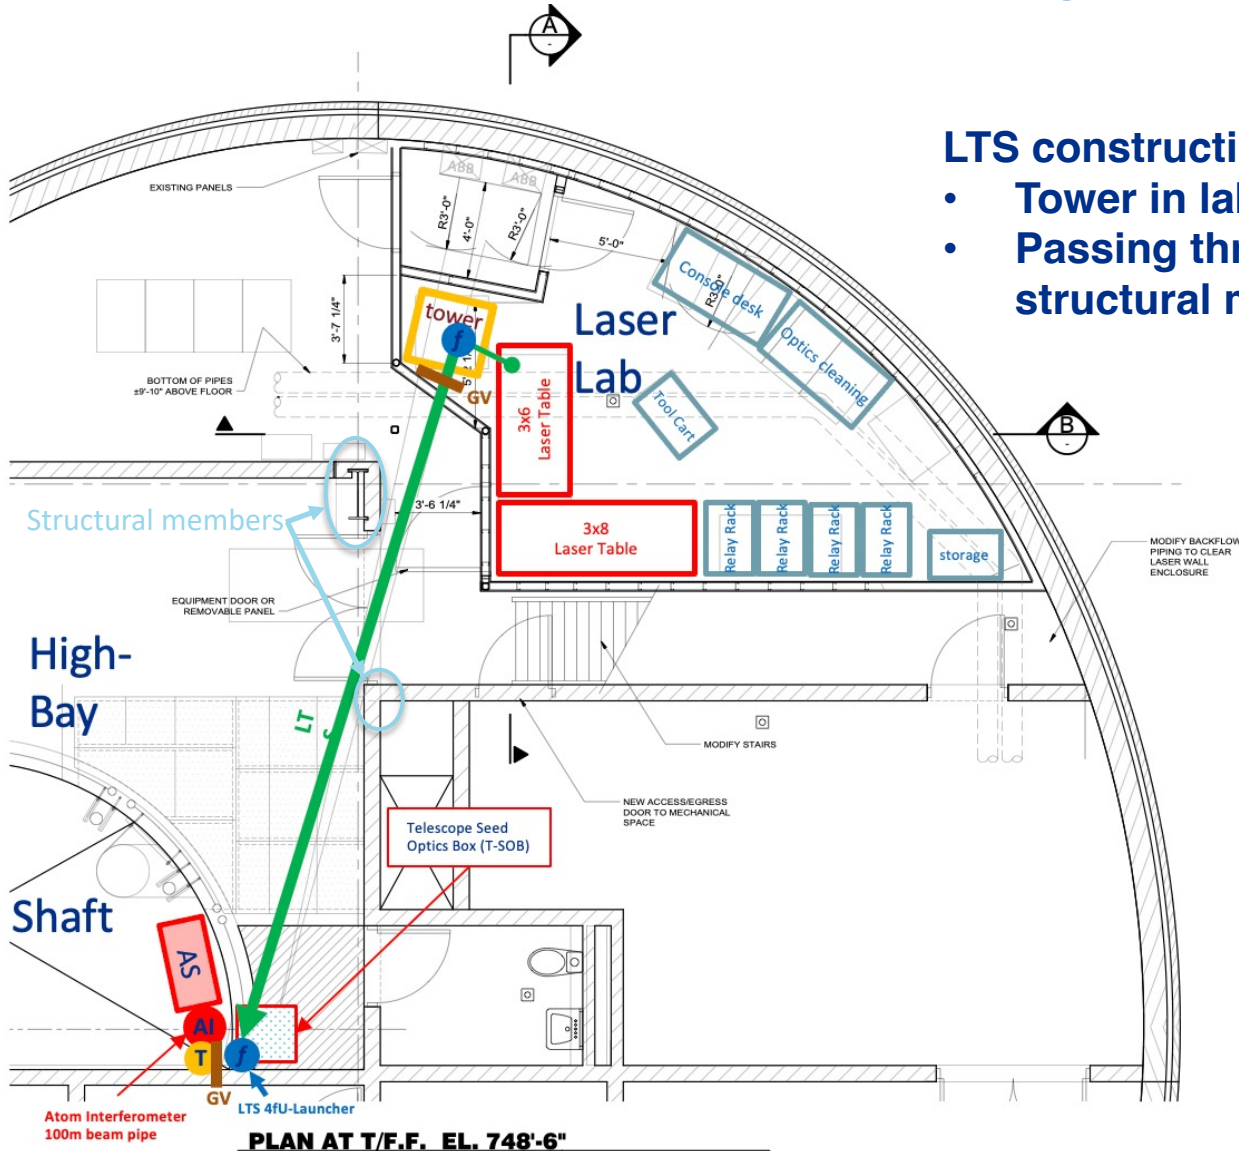 A
-
LTS constructi
• Tower in lal
• Passing thr
structural r
EXISTING PANELS
ABB
ABB
R3'-0"
4'-0"
R3'-0"
5'-0"
Console desk
R3'-0"
3'-7 1/4"
tower
f
Laser
Lab
Optics cleaning
BOTTOM OF PIPES
±9'-10" ABOVE FLOOR
GV
3x6
Laser Table
Tool Cart
B
-
Structural members
3'-6 1/4"
3x8
Laser Table
Relay Rack
Relay Rack
Relay Rack
Relay Rack
storage
MODIFY BACKFLOW
PIPING TO CLEAR
LASER WALL
ENCLOSURE
EQUIPMENT DOOR OR
REMOVABLE PANEL
High-
Bay
LT
S
MODIFY STAIRS
NEW ACCESS/EGRESS
DOOR TO MECHANICAL
SPACE
Telescope Seed
Optics Box (T-SOB)
Shaft
AS
AI
T
f
GV
LTS 4fU-Launcher
Atom Interferometer
100m beam pipe
PLAN AT T/F.F. EL. 748'-6"